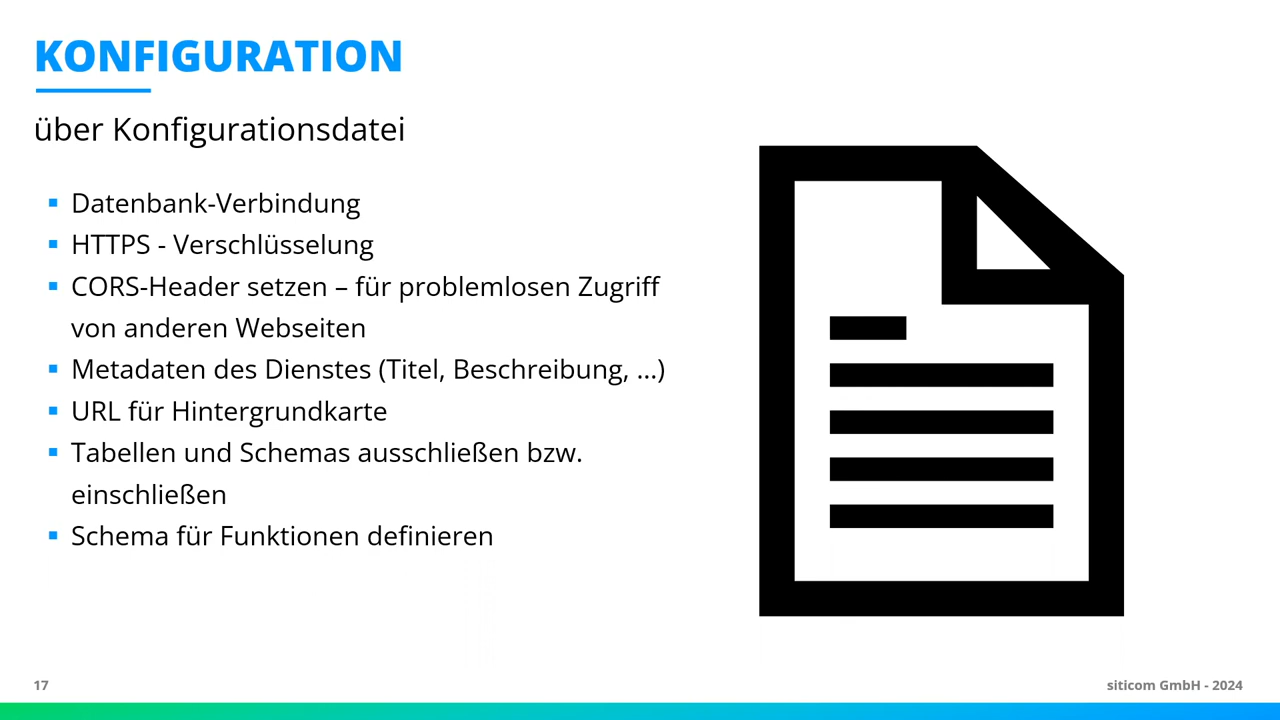 KONFIGURATION
über Konfigurationsdatei
▪ Datenbank-Verbindung
▪ HTTPS - Verschlüsselung
▪ CORS-Header setzen – für problemlosen Zugriff
von anderen Webseiten
▪ Metadaten des Dienstes (Titel, Beschreibung, ...)
▪ URL für Hintergrundkarte
▪ Tabellen und Schemas ausschließen bzw.
einschließen
▪ Schema für Funktionen definieren
17
siticom GmbH - 2024